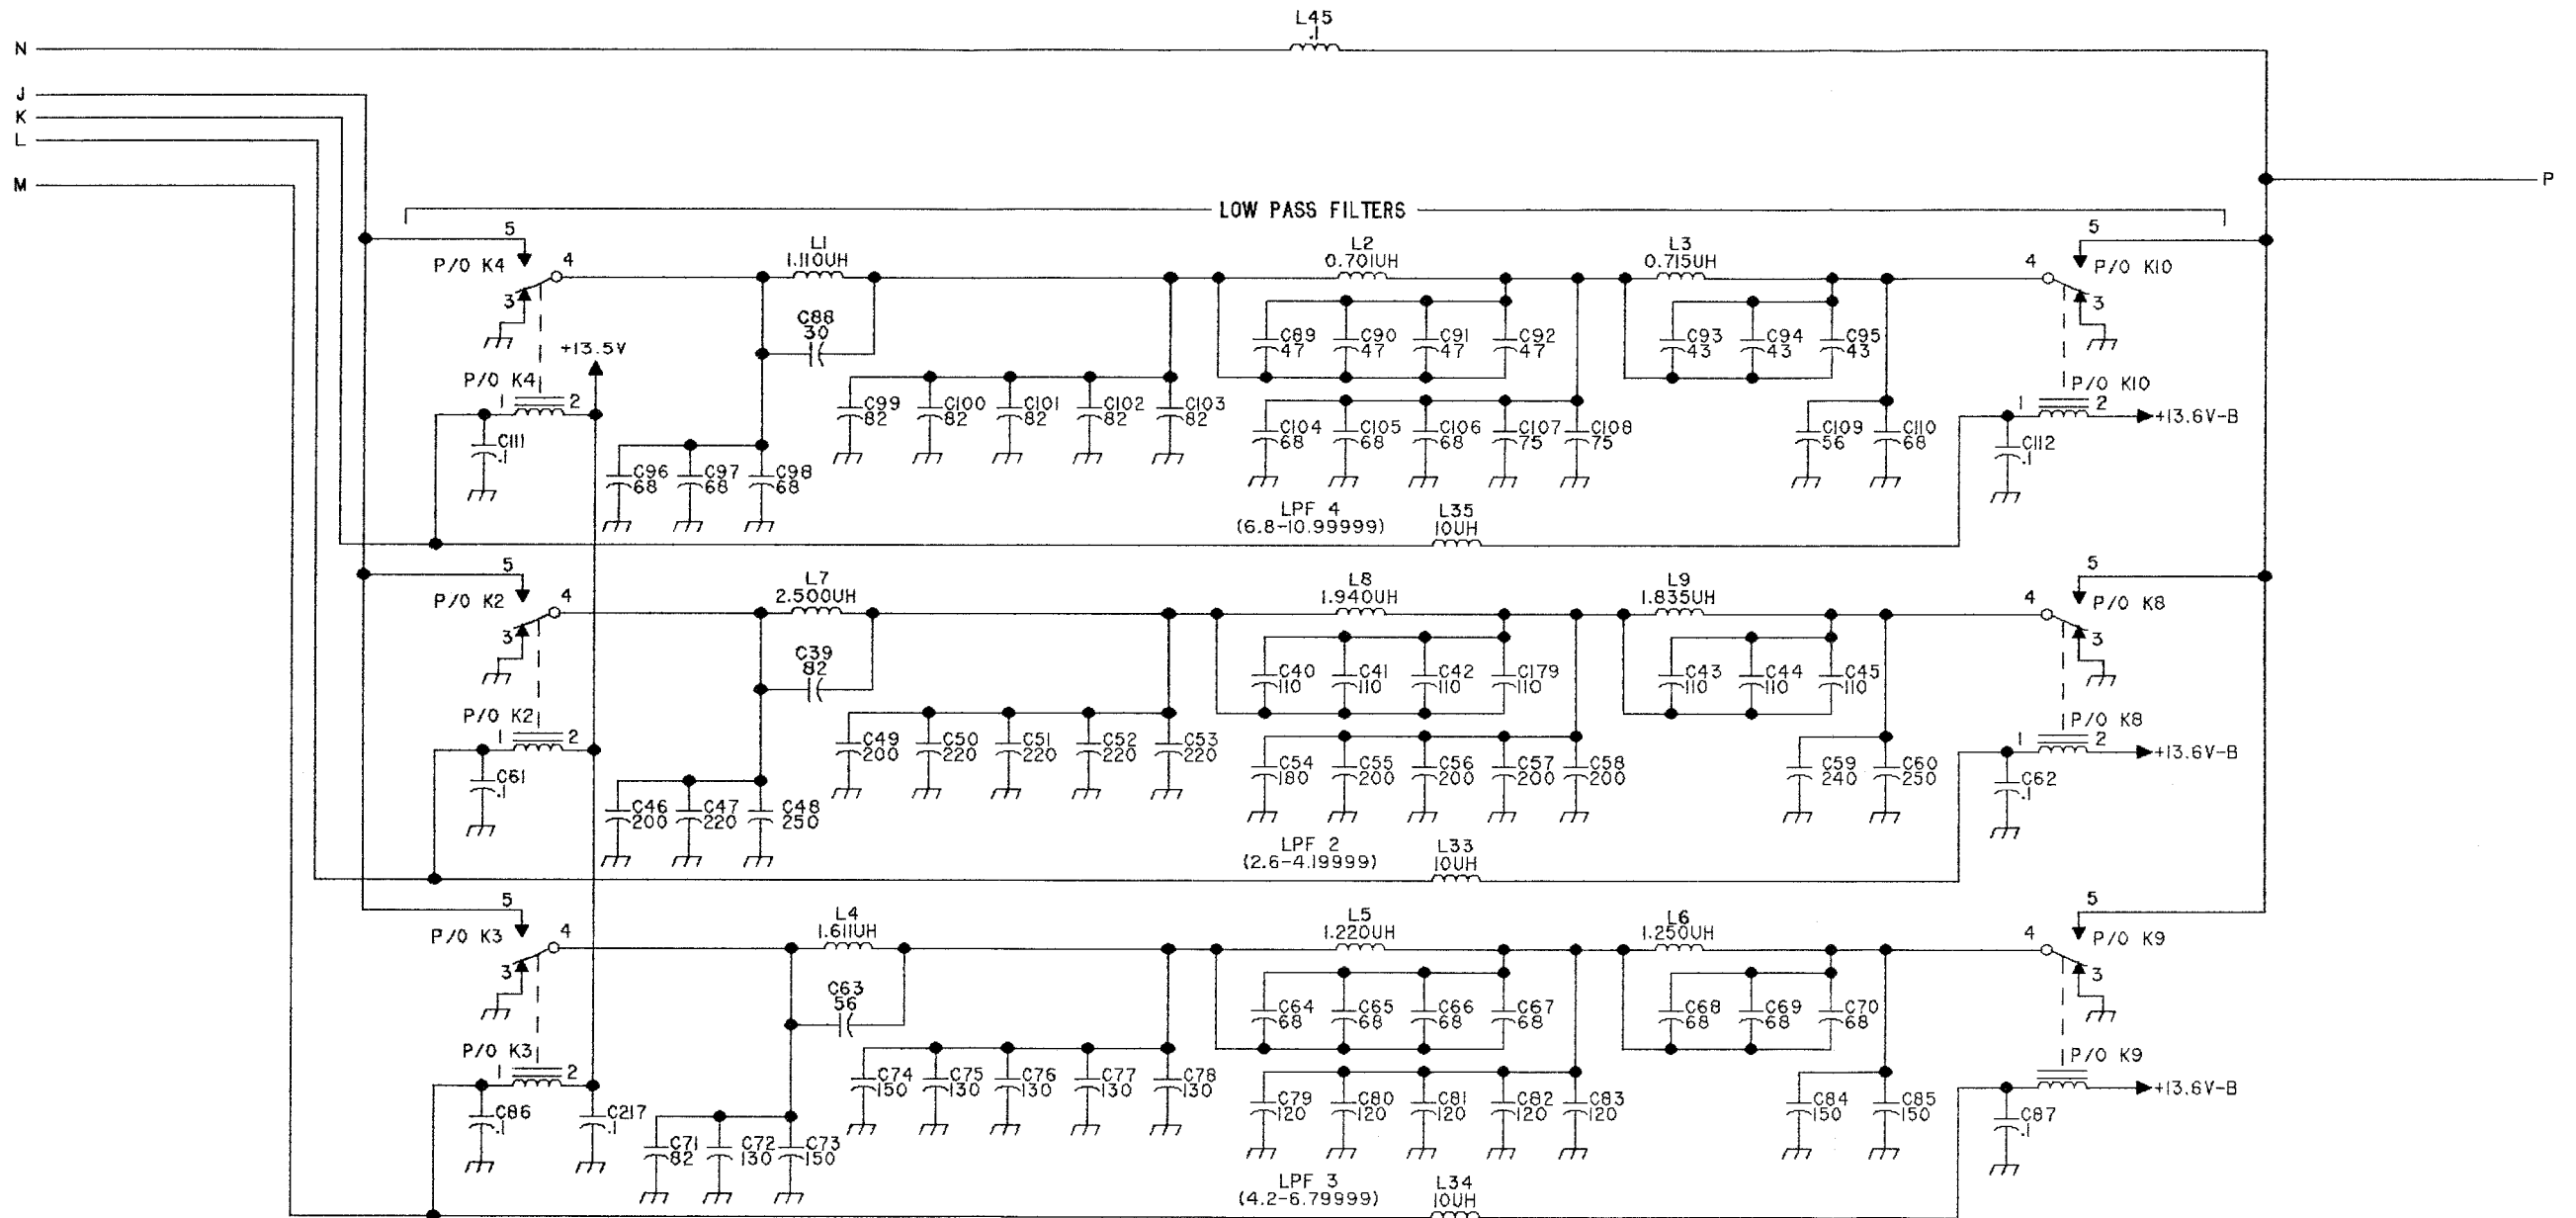 L45
.1
N
J
K
L
M
P
LOW PASS FILTERS
5
P/O K4
4
3
L1
1.110UH
L2
0.701UH
L3
0.715UH
5
4
P/O K10
3
C88
30
+13.5V
C89
47
C90
47
C91
47
C92
47
C93
43
C94
43
C95
43
P/O K4
1
2
C99
82
C100
82
C101
82
C102
82
C103
82
P/O K10
1
2
+13.6V-B
C111
.1
C96
68
C97
68
C98
68
C104
68
C105
68
C106
68
C107
75
C108
75
C109
56
C110
68
C112
.1
LPF 4
(6.8-10.99999)
L35
10UH
5
P/O K2
4
3
L7
2.500UH
L8
1.940UH
L9
1.835UH
5
4
P/O K8
3
C39
82
C40
110
C41
110
C42
110
C179
110
C43
110
C44
110
C45
110
P/O K2
1
2
C49
200
C50
220
C51
220
C52
220
C53
220
P/O K8
1
2
+13.6V-B
C61
.1
C46
200
C47
220
C48
250
C54
180
C55
200
C56
200
C57
200
C58
200
C59
240
C60
250
C62
.1
LPF 2
(2.6-4.19999)
L33
10UH
5
P/O K3
4
3
L4
1.611UH
L5
1.220UH
L6
1.250UH
5
4
P/O K9
3
C63
56
C64
68
C65
68
C66
68
C67
68
C68
68
C69
68
C70
68
P/O K3
1
2
C74
150
C75
130
C76
130
C77
130
C78
130
P/O K9
1
2
+13.6V-B
C86
.1
C217
.1
C71
82
C72
130
C73
150
C79
120
C80
120
C81
120
C82
120
C83
120
C84
150
C85
150
C87
.1
LPF 3
(4.2-6.79999)
L34
10UH